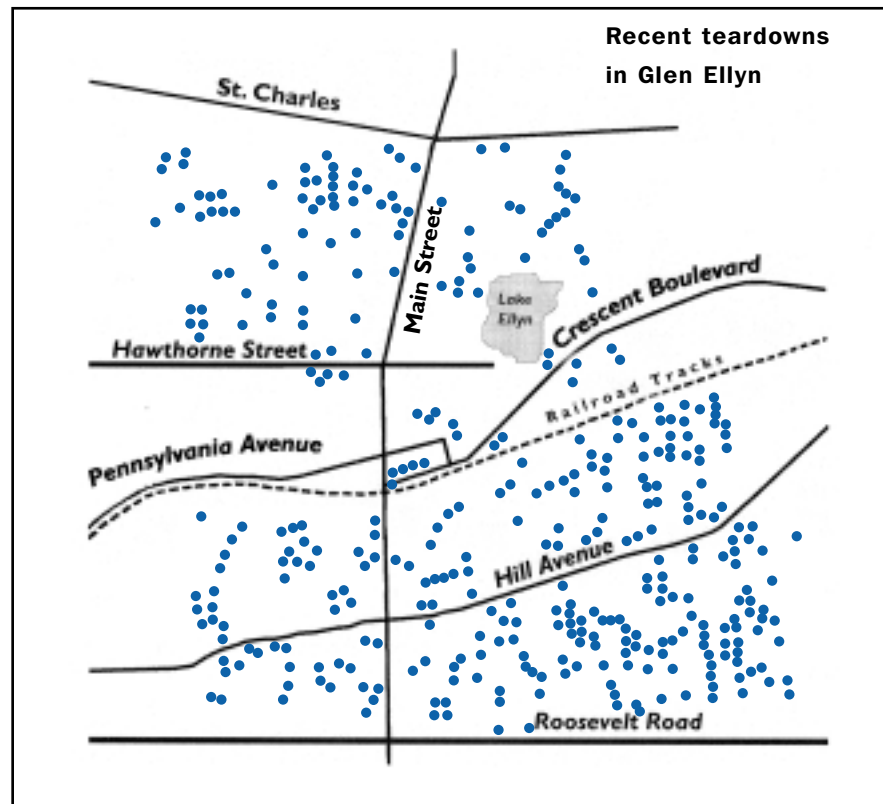 Recent teardowns
in Glen Ellyn
St. Charles
Main Street
Lake
Ellyn
Crescent Boulevard
Hawthorne Street
Railroad Tracks
Pennsylvania Avenue
Hill Avenue
Roosevelt Road